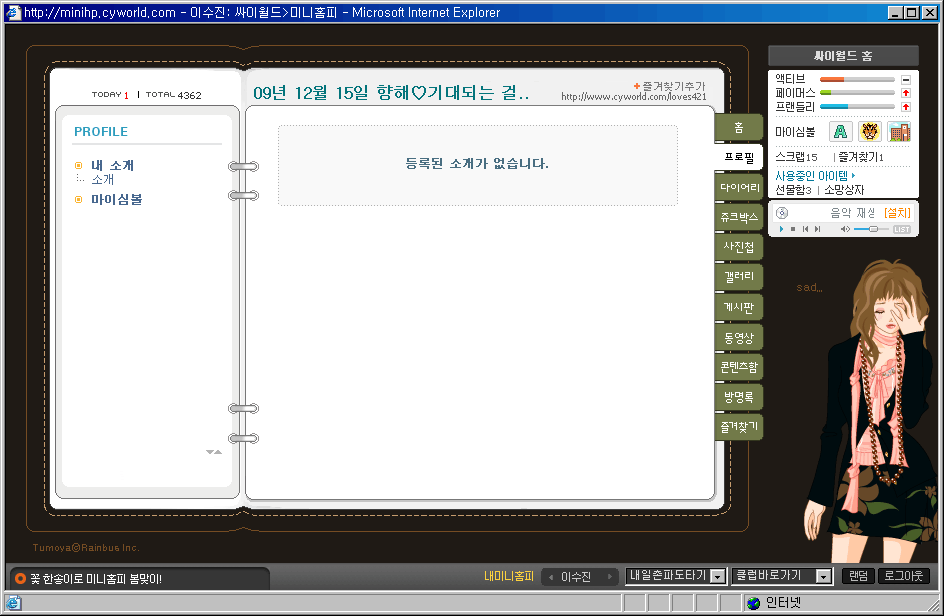 http://minihp.cyworld.com - 이수진: 싸이월드>미니홈피 - Microsoft Internet Explorer
TODAY 1 | TOTAL 4362
09년 12월 15일 향해♡기대되는 걸..
+ 즐겨찾기추가
http://www.cyworld.com/loves421
PROFILE
내 소개
소개
마이심볼
등록된 소개가 없습니다.
홈
프로필
다이어리
쥬크박스
사진첩
갤러리
게시판
동영상
콘텐츠함
방명록
즐겨찾기
싸이월드 홈
액티브
페이머스
프랜들리
마이심볼
스크랩15 | 즐겨찾기1
사용중인 아이템
선물함3 | 소망상자
음악 재생 [설치]
LIST
sad...
Tumoya©Rainbus Inc.
꽃 한송이로 미니홈피 봄맞이!
내미니홈피
이수진
내일촌파도타기
클럽바로가기
랜덤
로그아웃
인터넷